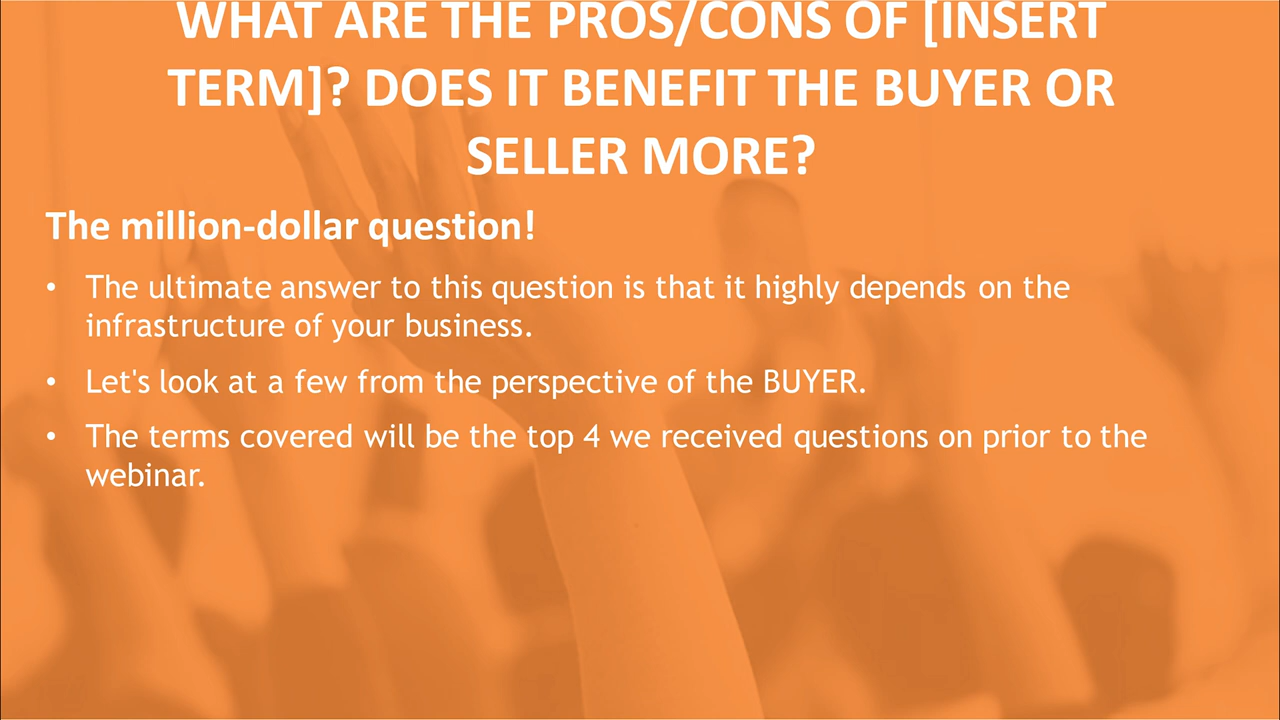 WHAT ARE THE PROS/CONS OF [INSERT
TERM]? DOES IT BENEFIT THE BUYER OR
SELLER MORE?
The million-dollar question!
• The ultimate answer to this question is that it highly depends on the
infrastructure of your business.
• Let's look at a few from the perspective of the BUYER.
• The terms covered will be the top 4 we received questions on prior to the
webinar.